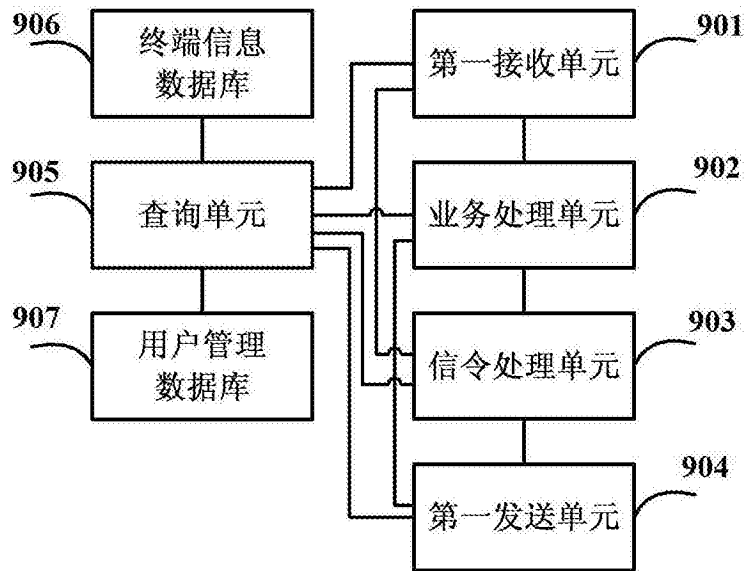 906
终端信息
数据库
901
第一接收单元
905
查询单元
902
业务处理单元
907
用户管理
数据库
903
信令处理单元
904
第一发送单元